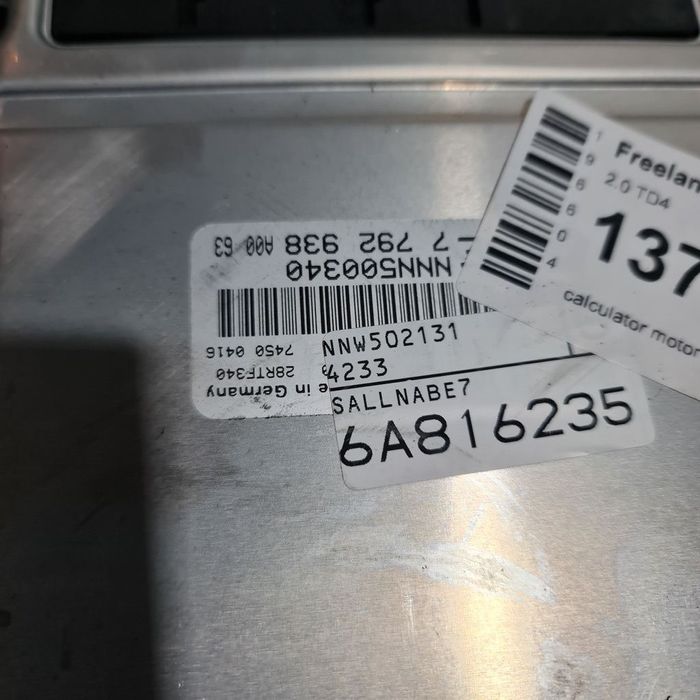 Freelan
2.0 TD4
137
calculator motor
196604
7 792 938 A00 63
NNN500340
7450 0416
28RTF340
e in Germany
NNW502131
4233
SALLNABE7
6A816235